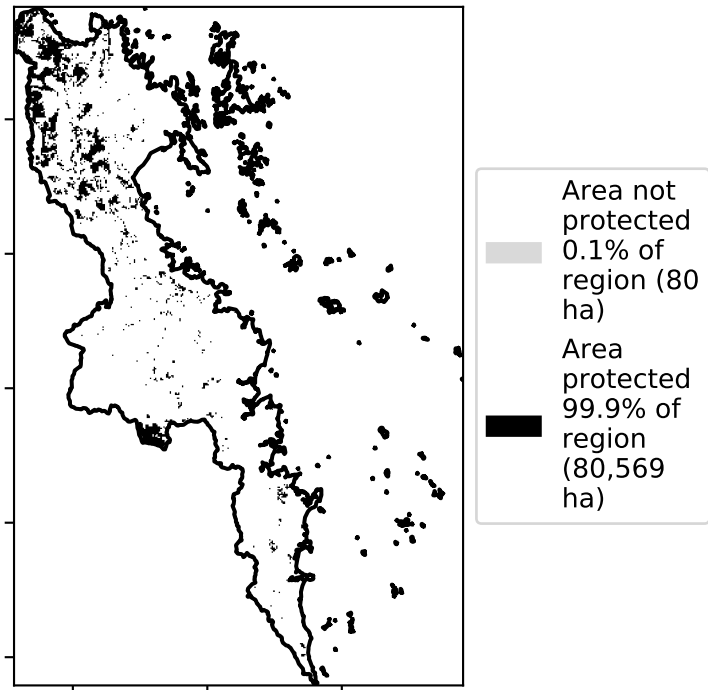 Area not
protected
0.1% of
region (80
ha)
Area
protected
99.9% of
region
(80,569
ha)